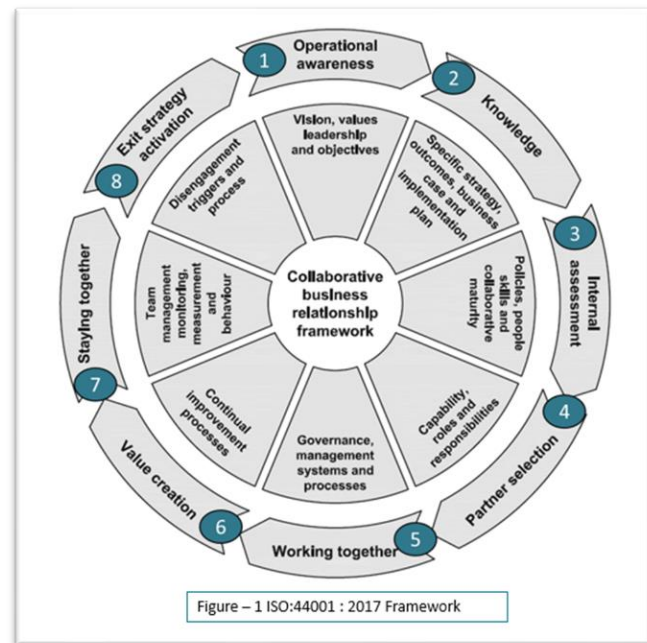 1
Operational
awareness
2
Knowledge
3
Internal
assessment
4
Partner selection
5
Working together
6
Value creation
7
Staying together
8
Exit strategy
activation
Vision, values
leadership
and objectives
Specific strategy,
outcomes, business
case and
implementation
plan
Policies, people
skills and
collaborative
maturity
Capability,
roles and
responsibilities
Governance,
management
systems and
processes
Continual
improvement
processes
Team
management
monitoring,
measurement
and
behaviour
Disengagement
triggers and
process
Collaborative
business
relationship
framework
Figure – 1 ISO:44001 : 2017 Framework